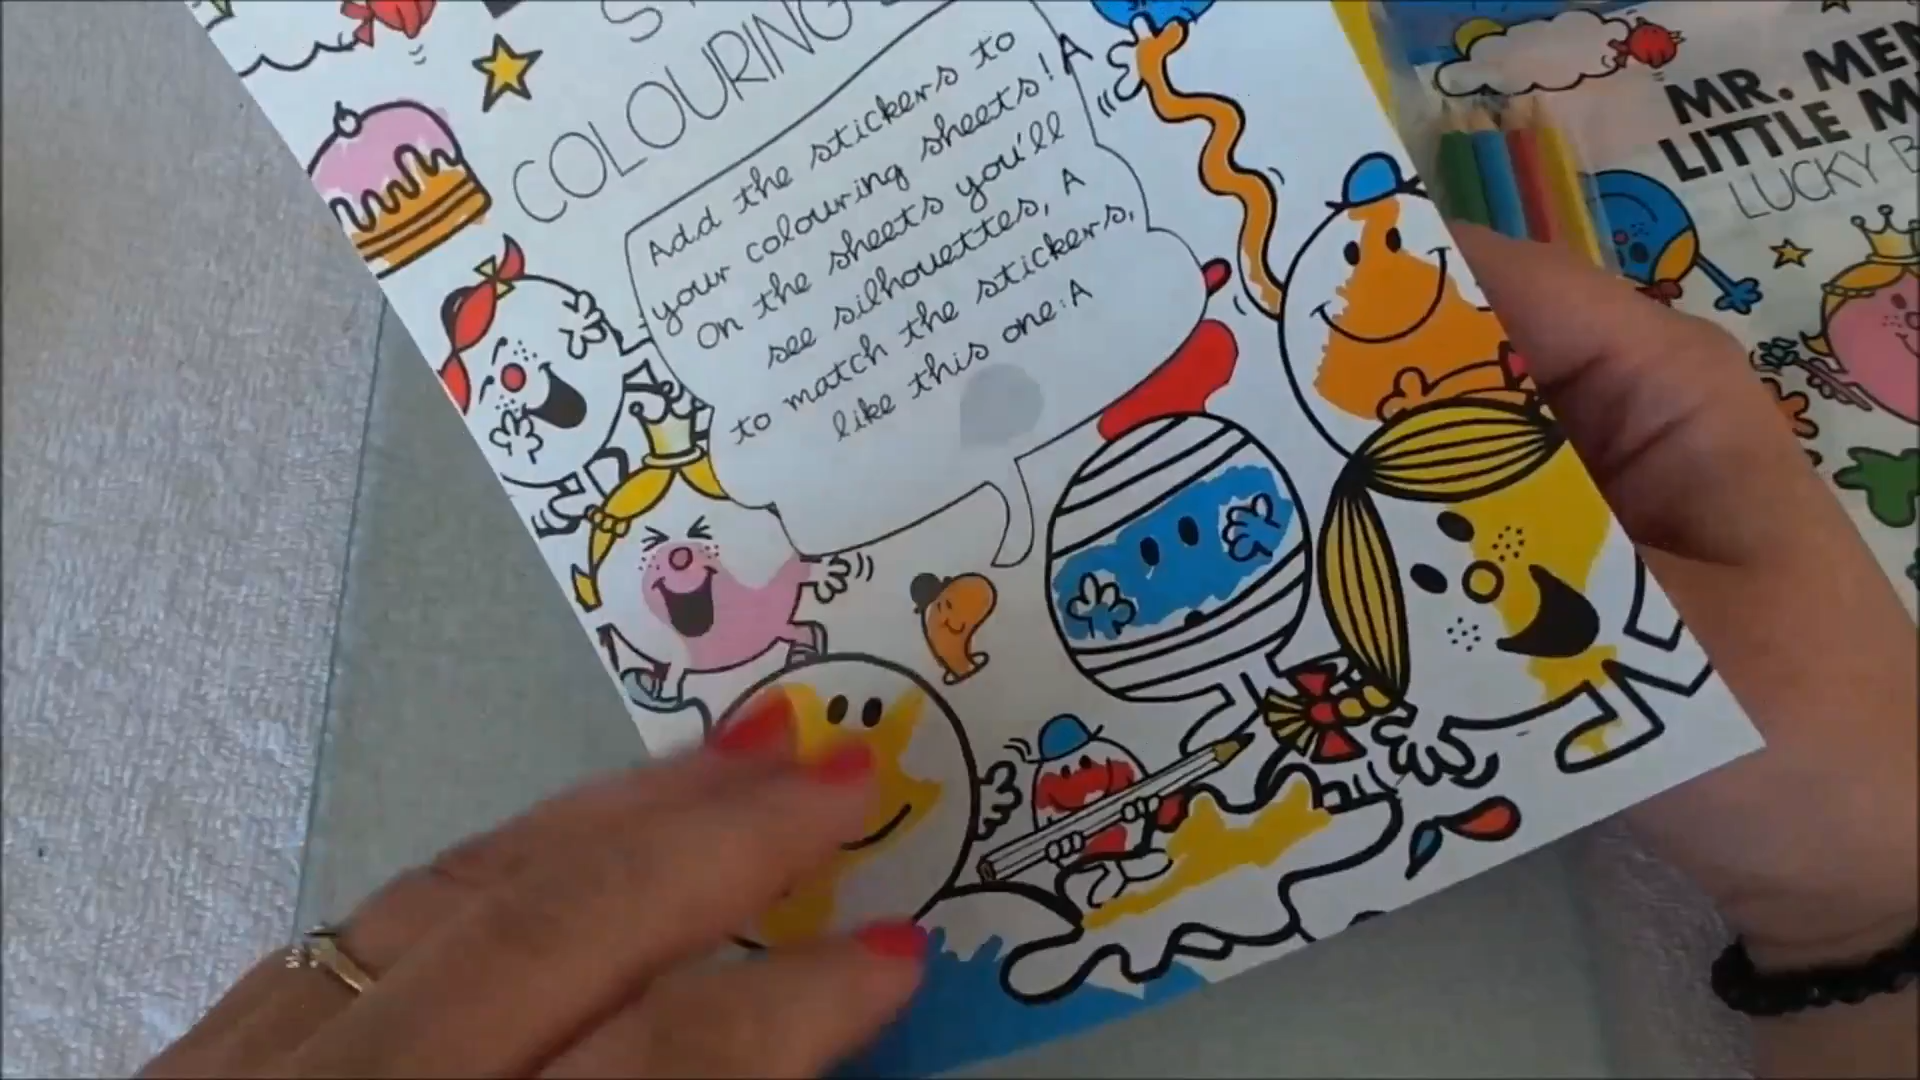 COLOURING
Add the stickers to
your colouring sheets! A
On the sheets you'll
see silhouettes, A
to match the stickers,
like this one: A
MR. MEN
LITTLE M
LUCKY B